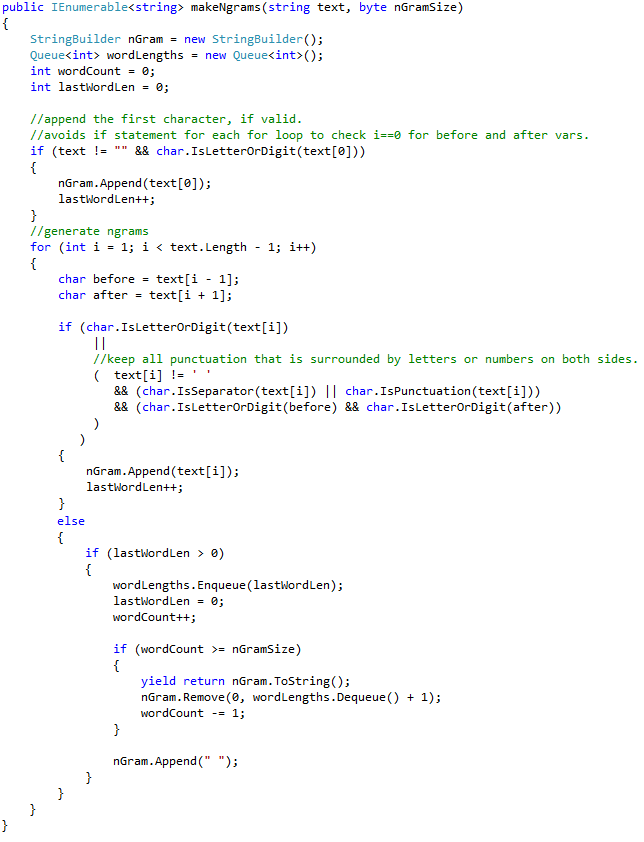 public IEnumerable<string> makeNgrams(string text, byte nGramSize)
{
    StringBuilder nGram = new StringBuilder();
    Queue<int> wordLengths = new Queue<int>();
    int wordCount = 0;
    int lastWordLen = 0;

    //append the first character, if valid.
    //avoids if statement for each for loop to check i==0 for before and after vars.
    if (text != "" && char.IsLetterOrDigit(text[0]))
    {
        nGram.Append(text[0]);
        lastWordLen++;
    }
    //generate ngrams
    for (int i = 1; i < text.Length - 1; i++)
    {
        char before = text[i - 1];
        char after = text[i + 1];

        if (char.IsLetterOrDigit(text[i])
             ||
             //keep all punctuation that is surrounded by letters or numbers on both sides.
             (  text[i] != ' '
                && (char.IsSeparator(text[i]) || char.IsPunctuation(text[i]))
                && (char.IsLetterOrDigit(before) && char.IsLetterOrDigit(after))
             )
           )
        {
            nGram.Append(text[i]);
            lastWordLen++;
        }
        else
        {
            if (lastWordLen > 0)
            {
                wordLengths.Enqueue(lastWordLen);
                lastWordLen = 0;
                wordCount++;

                if (wordCount >= nGramSize)
                {
                    yield return nGram.ToString();
                    nGram.Remove(0, wordLengths.Dequeue() + 1);
                    wordCount -= 1;
                }

                nGram.Append(" ");
            }
        }
    }
}